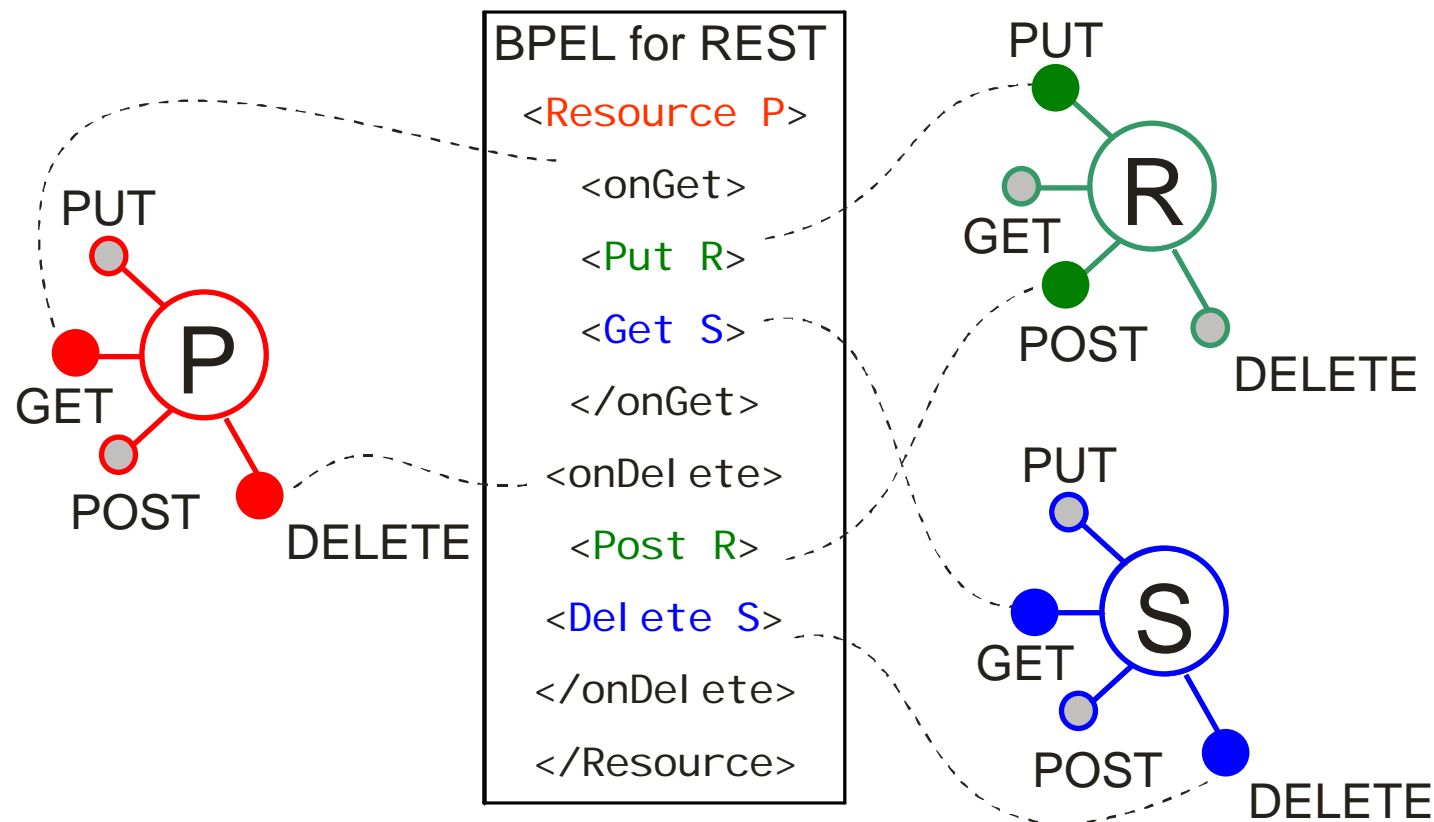 PUT
GET
P
POST
DELETE
BPEL for REST
<Resource P>
<onGet>
<Put R>
<Get S>
</onGet>
<onDelete>
<Post R>
<Delete S>
</onDelete>
</Resource>
PUT
R
GET
POST
DELETE
PUT
S
GET
POST
DELETE